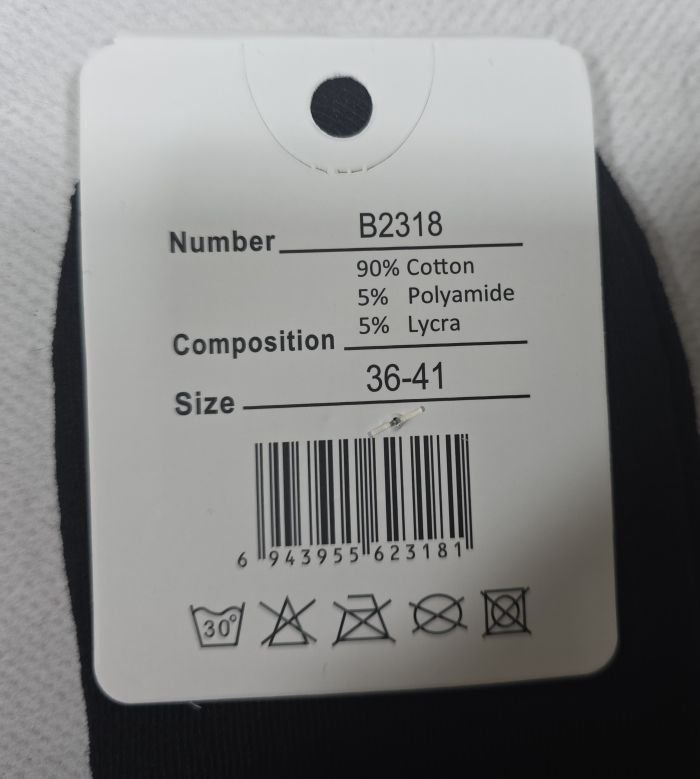 Number B2318
90% Cotton
5% Polyamide
Composition 5% Lycra
Size 36-41
6 943955 623181
30°